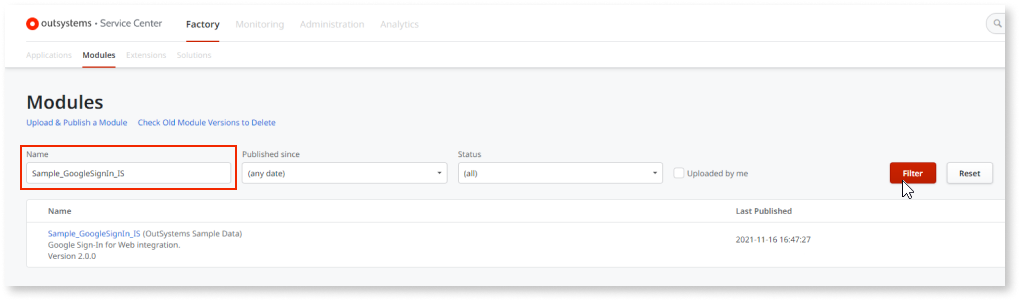 outsystems • Service Center Factory Monitoring Administration Analytics
Applications Modules Extensions Solutions
Modules
Upload & Publish a Module Check Old Module Versions to Delete
Name Published since Status
Sample_GoogleSignIn_IS (any date) (all) Uploaded by me Filter Reset
Name Last Published
Sample_GoogleSignIn_IS (OutSystems Sample Data)
Google Sign-In for Web integration.
Version 2.0.0
2021-11-16 16:47:27